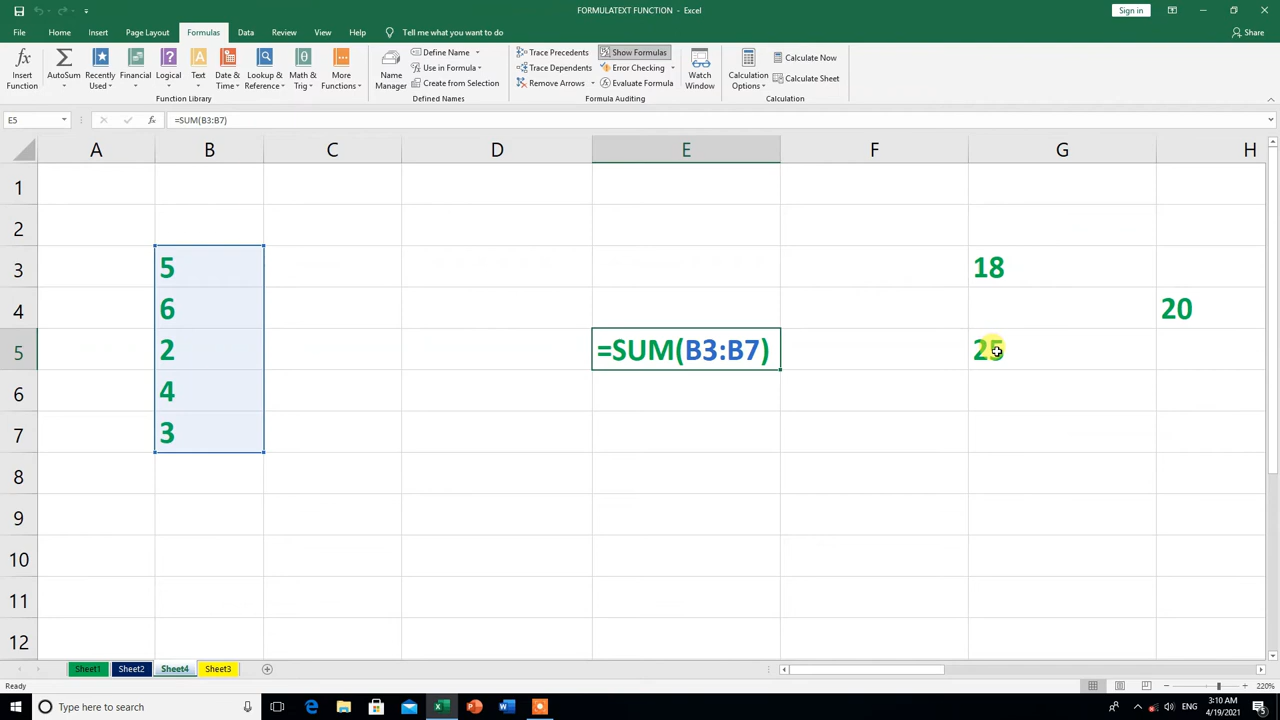 FORMULATEXT FUNCTION - Excel
Sign in
File Home Insert Page Layout Formulas Data Review View Help Tell me what you want to do Share
Insert Function
AutoSum
Recently Used
Financial
Logical
Text
Date & Time
Lookup & Reference
Math & Trig
More Functions
Function Library
Name Manager
Define Name
Use in Formula
Create from Selection
Defined Names
Trace Precedents
Trace Dependents
Remove Arrows
Show Formulas
Error Checking
Evaluate Formula
Formula Auditing
Watch Window
Calculation Options
Calculate Now
Calculate Sheet
Calculation
E5 fx =SUM(B3:B7)
A B C D E F G H
1
2
3 5 18
4 6 20
5 2 =SUM(B3:B7) 25
6 4
7 3
8
9
10
11
12
Sheet1 Sheet2 Sheet4 Sheet3
Ready 220%
Type here to search
ENG
3:10 AM
4/19/2021
5